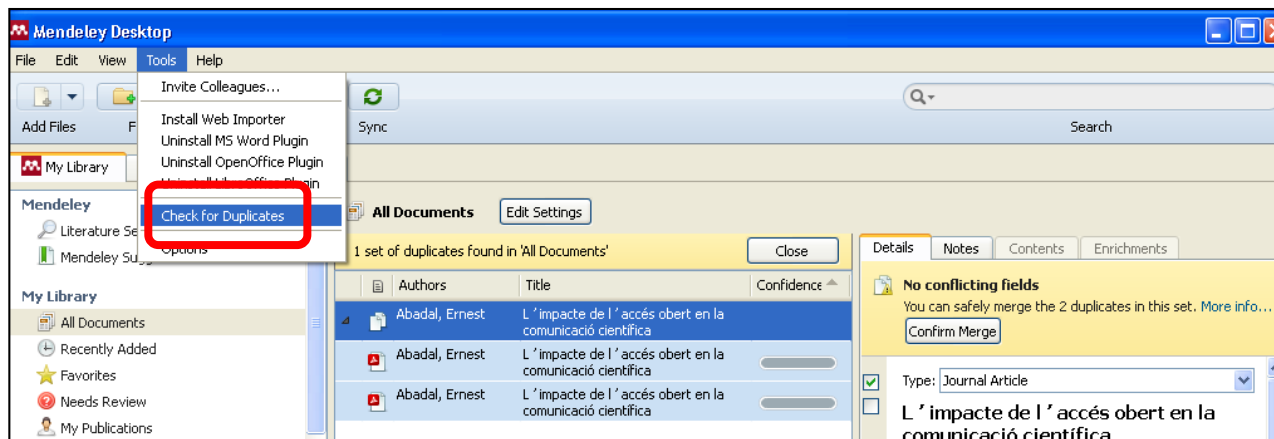 Mendeley Desktop
File Edit View Tools Help
Invite Colleagues...
Install Web Importer
Uninstall MS Word Plugin
Uninstall OpenOffice Plugin
Uninstall LibreOffice Plugin
Check for Duplicates
Options
Add Files F Sync Search
My Library
Mendeley
Literature Se
Mendeley Sugg
My Library
All Documents
Recently Added
Favorites
Needs Review
My Publications
All Documents Edit Settings
1 set of duplicates found in 'All Documents' Close
Authors Title Confidence
Abadal, Ernest L ’impacte de l ’accés obert en la
comunicació científica
Abadal, Ernest L ’impacte de l ’accés obert en la
comunicació científica
Abadal, Ernest L ’impacte de l ’accés obert en la
comunicació científica
Details Notes Contents Enrichments
No conflicting fields
You can safely merge the 2 duplicates in this set. More info...
Confirm Merge
Type: Journal Article
L ’impacte de l ’accés obert en la
comunicació científica